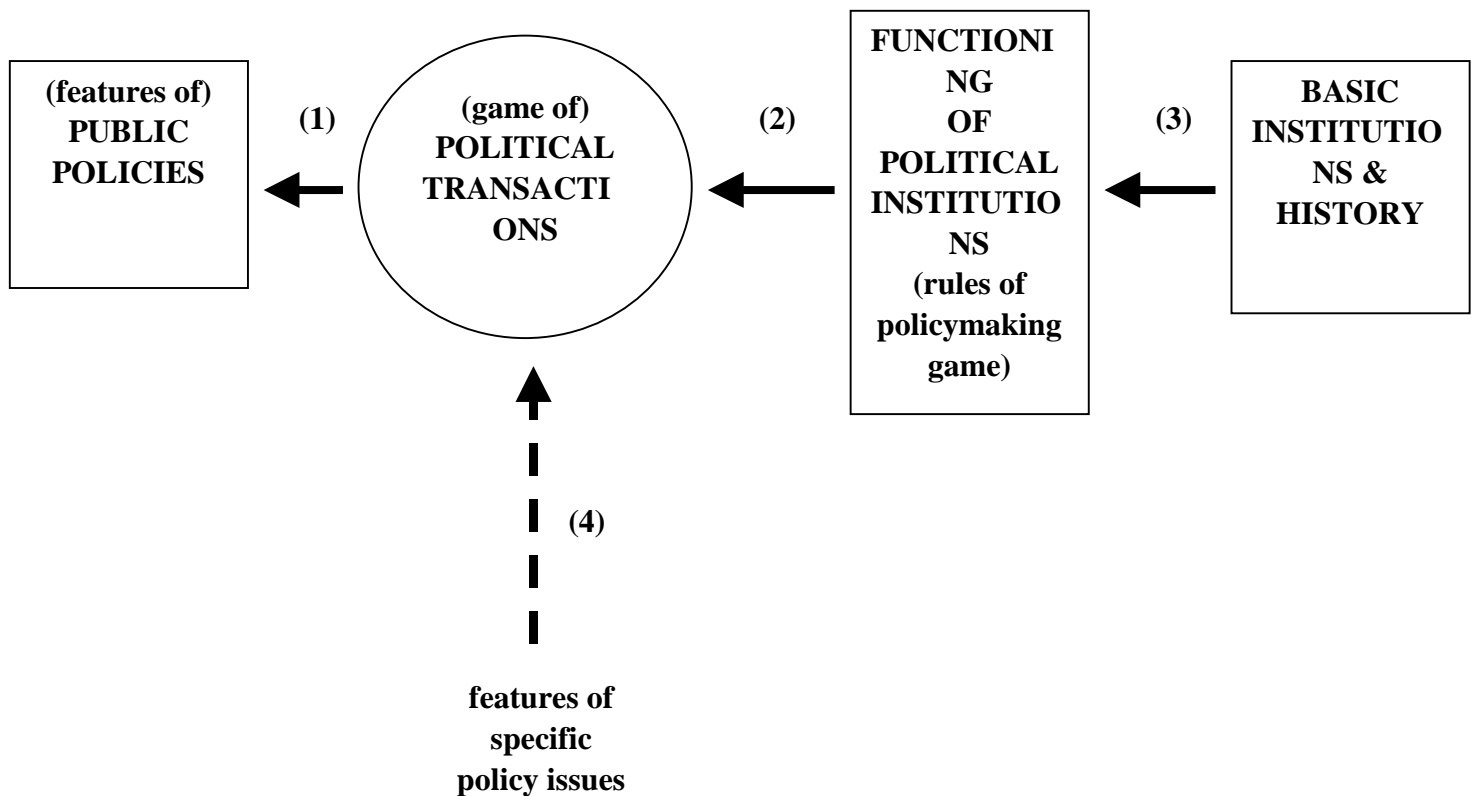 (features of)
PUBLIC
POLICIES
(1)
(game of)
POLITICAL
TRANSACTI
ONS
(2)
FUNCTIONI
NG
OF
POLITICAL
INSTITUTIO
NS
(rules of
policymaking
game)
(3)
BASIC
INSTITUTIO
NS &
HISTORY
(4)
features of
specific
policy issues